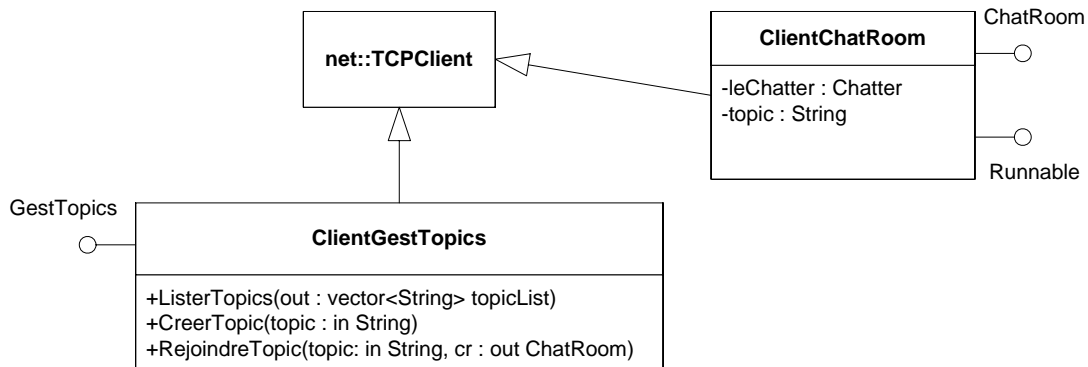 ChatRoom
ClientChatRoom
net::TCPClient
-leChatter : Chatter
-topic : String
Runnable
GestTopics
ClientGestTopics
+ListerTopics(out : vector<String> topicList)
+CreerTopic(topic : in String)
+RejoindreTopic(topic: in String, cr : out ChatRoom)